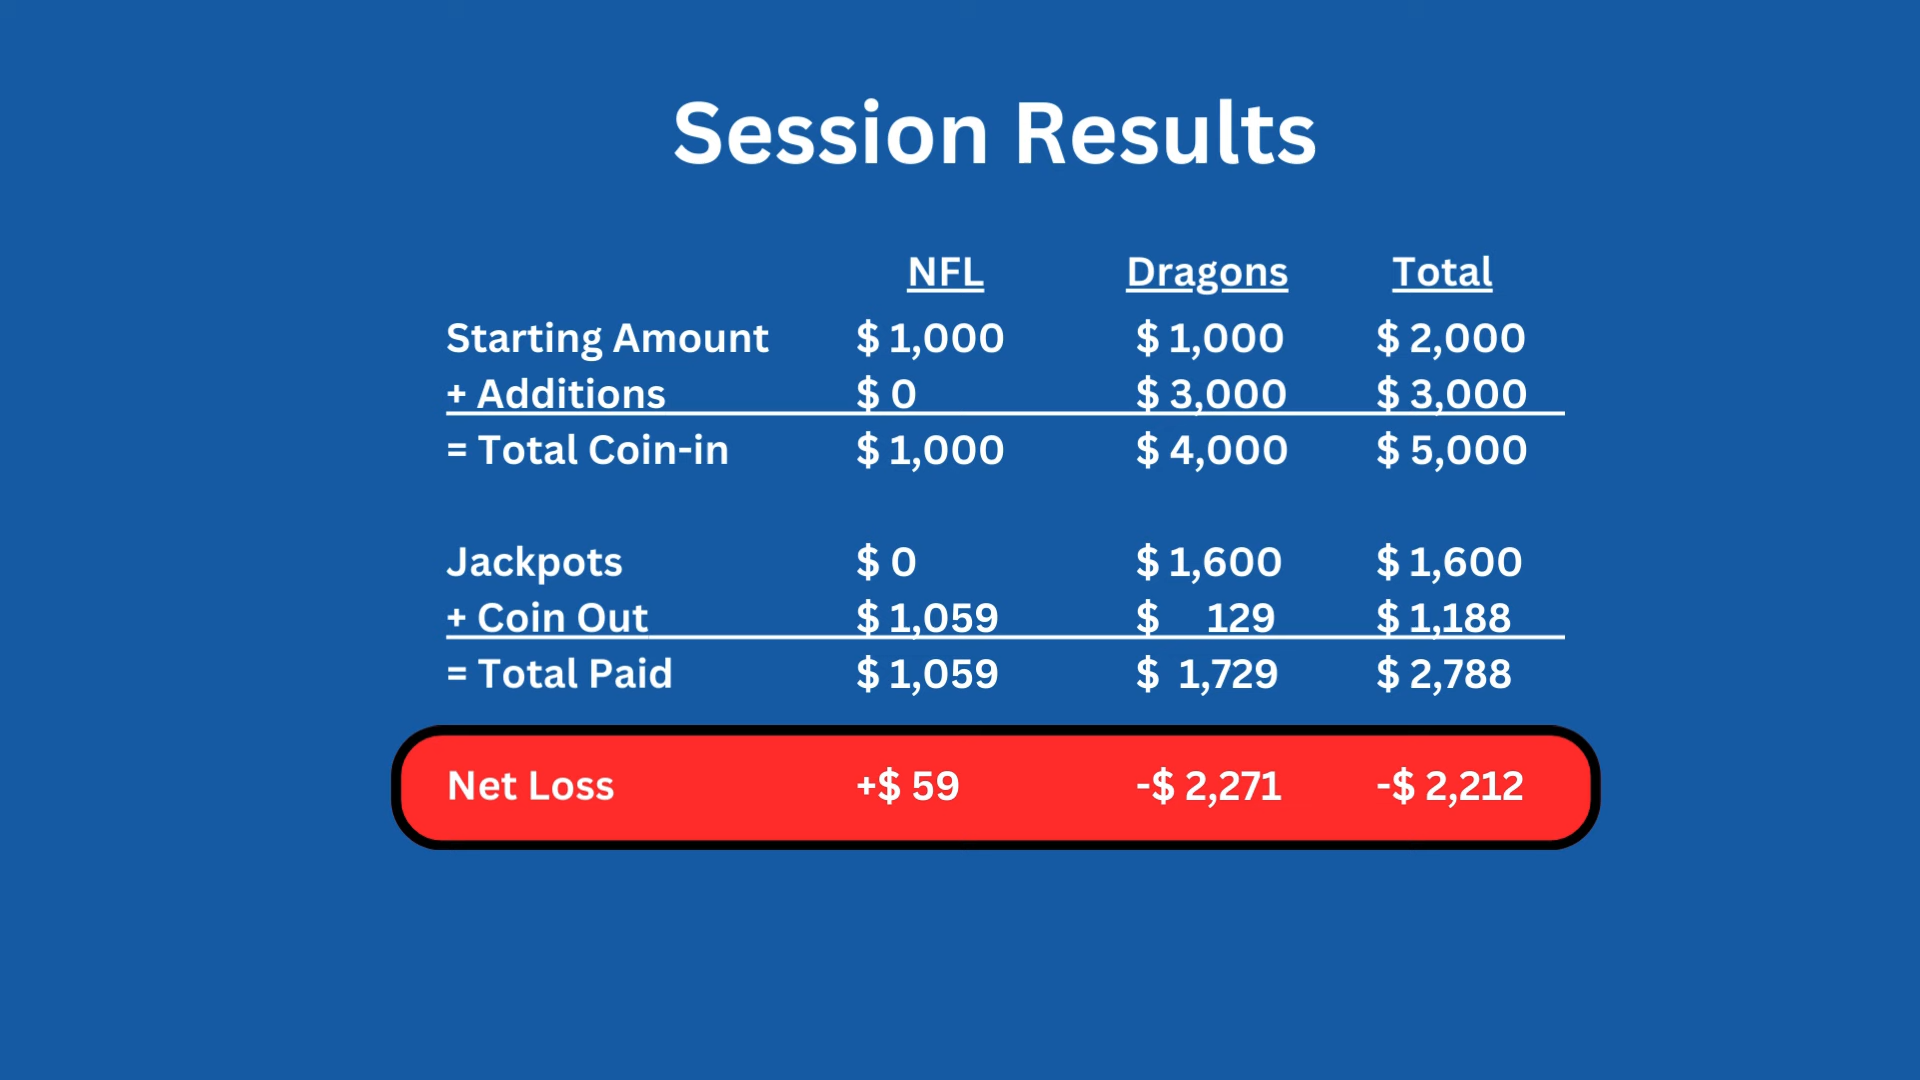 Session Results
NFL Dragons Total
Starting Amount $ 1,000 $ 1,000 $ 2,000
+ Additions $ 0 $ 3,000 $ 3,000
= Total Coin-in $ 1,000 $ 4,000 $ 5,000
Jackpots $ 0 $ 1,600 $ 1,600
+ Coin Out $ 1,059 $ 129 $ 1,188
= Total Paid $ 1,059 $ 1,729 $ 2,788
Net Loss +$ 59 -$ 2,271 -$ 2,212